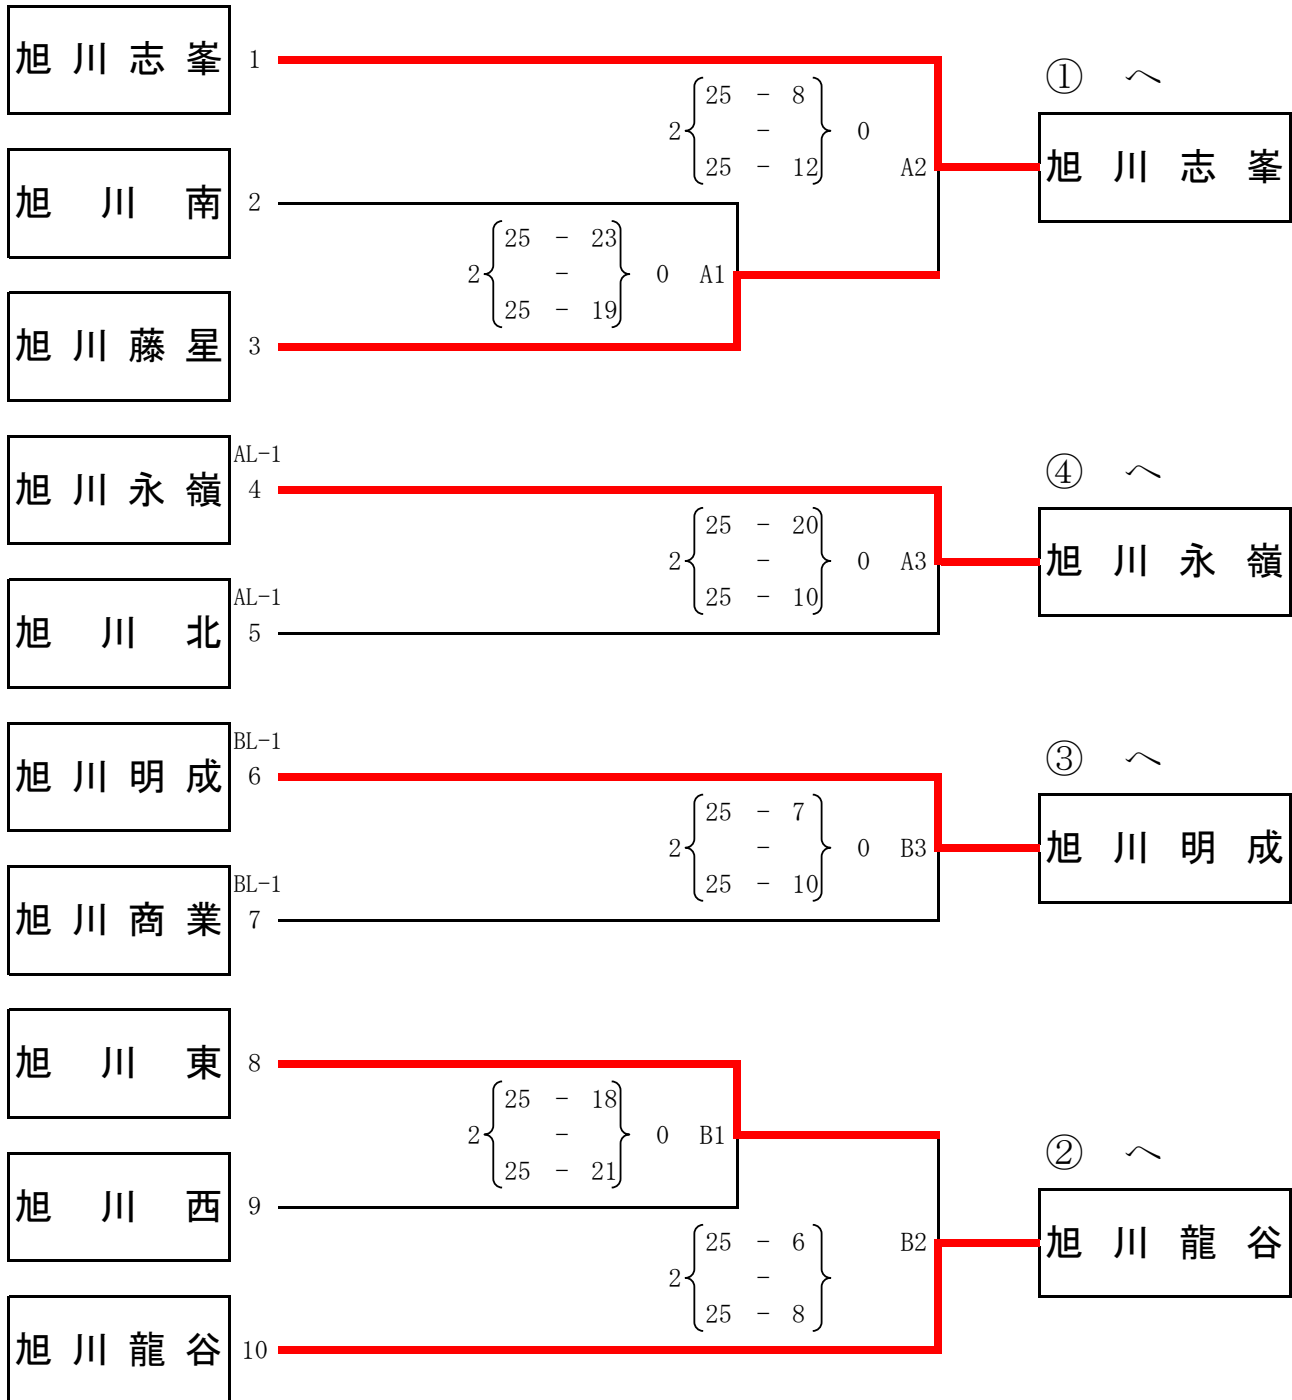 旭川志峯 1
① へ
25 - 8
2 - 0
25 - 12 A2
旭川志峯
旭川南 2
25 - 23
2 - 0 A1
25 - 19
旭川藤星 3
AL-1
旭川永嶺 4
④ へ
25 - 20
2 - 0 A3
25 - 10
旭川永嶺
AL-1
旭川北 5
BL-1
旭川明成 6
③ へ
25 - 7
2 - 0 B3
25 - 10
旭川明成
BL-1
旭川商業 7
旭川東 8
25 - 18
2 - 0 B1
25 - 21
② へ
旭川西 9
25 - 6 B2
2 -
25 - 8
旭川龍谷
旭川龍谷 10